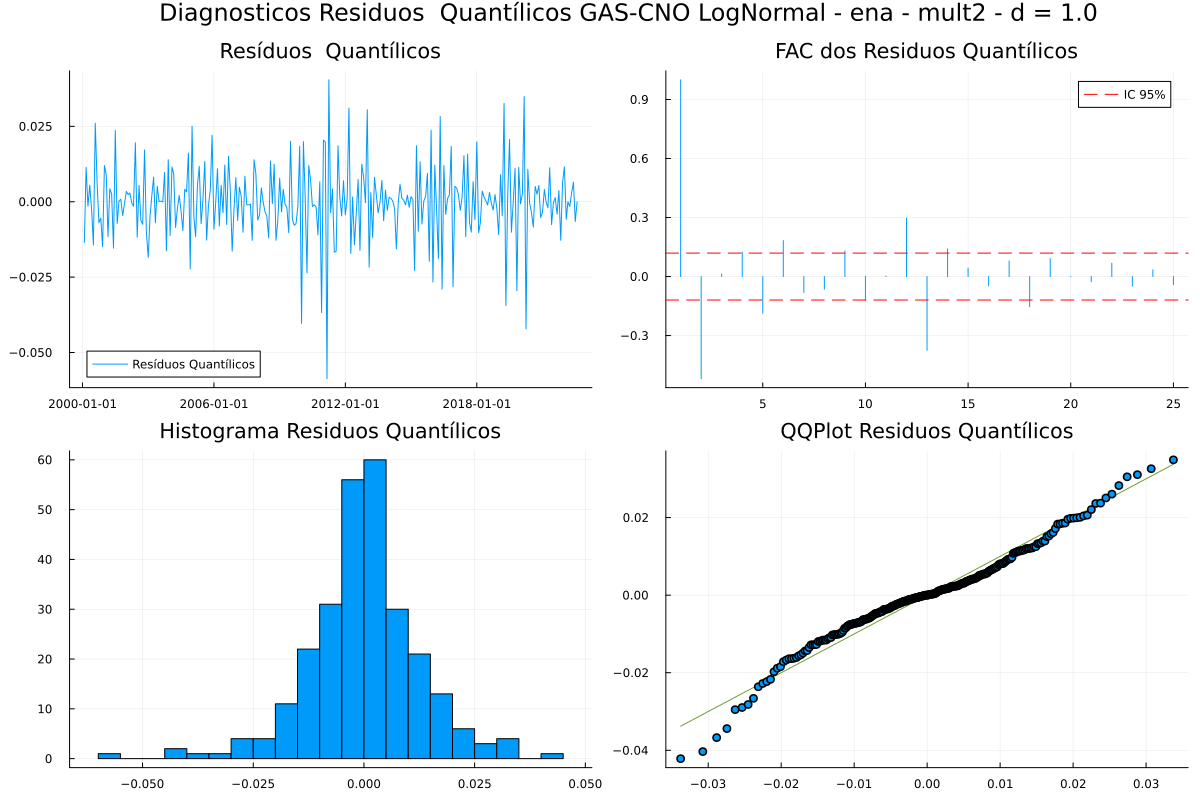 Diagnosticos Residuos  Quantílicos GAS-CNO LogNormal - ena - mult2 - d = 1.0
Resíduos  Quantílicos
0.025
0.000
−0.025
−0.050
Resíduos Quantílicos
2000-01-01 2006-01-01 2012-01-01 2018-01-01
FAC dos Residuos Quantílicos
0.9
0.6
0.3
0.0
−0.3
IC 95%
5 10 15 20 25
Histograma Residuos Quantílicos
60
50
40
30
20
10
0
−0.050 −0.025 0.000 0.025 0.050
QQPlot Residuos Quantílicos
0.02
0.00
−0.02
−0.04
−0.03 −0.02 −0.01 0.00 0.01 0.02 0.03